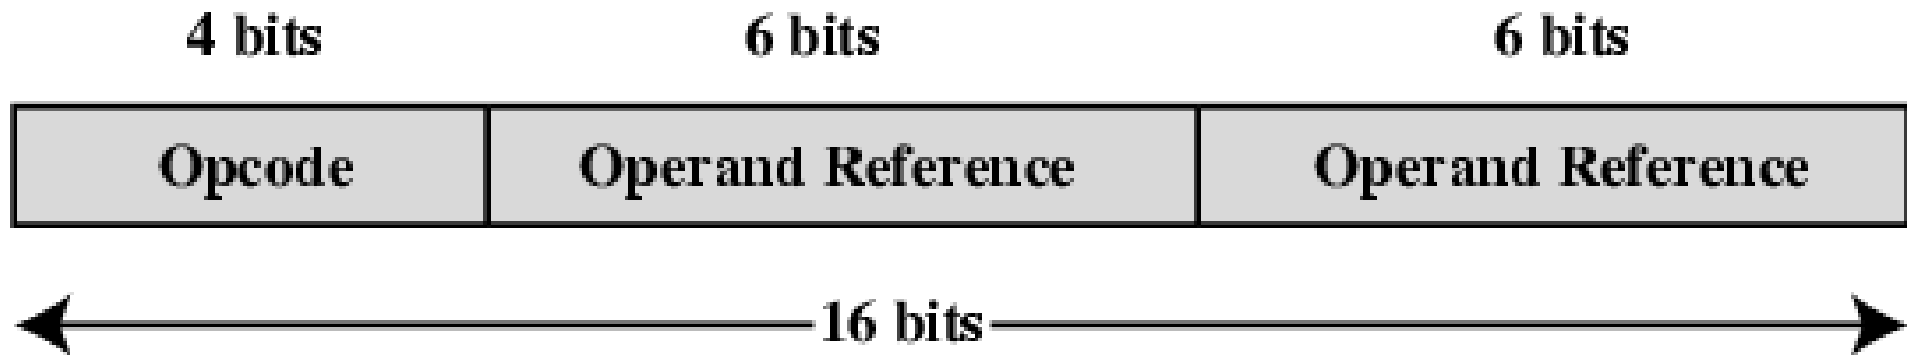 4 bits 6 bits 6 bits
Opcode Operand Reference Operand Reference
16 bits